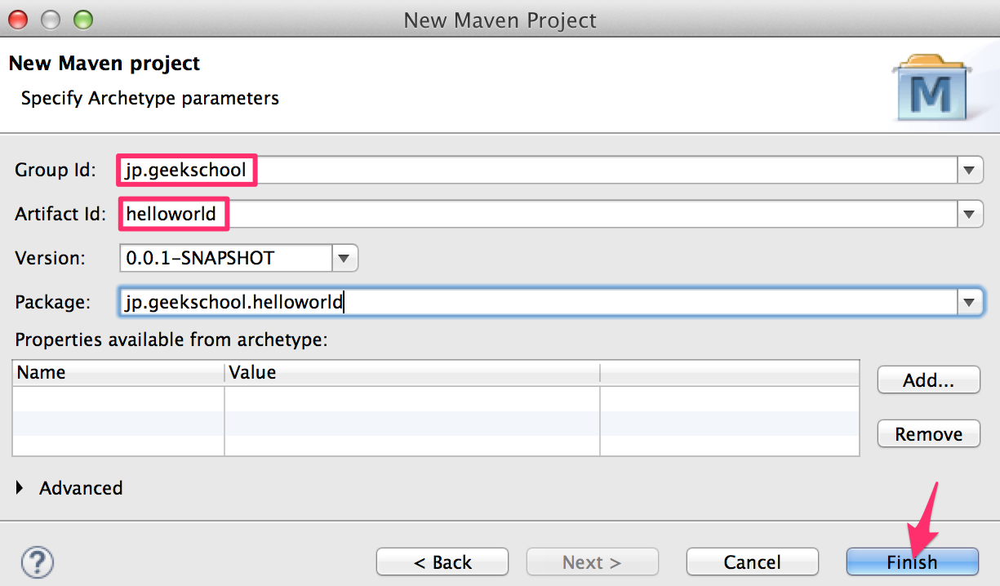 New Maven Project
New Maven project
Specify Archetype parameters
M
Group Id: jp.geekschool
Artifact Id: helloworld
Version: 0.0.1-SNAPSHOT
Package: jp.geekschool.helloworld
Properties available from archetype:
Name Value
Add...
Remove
Advanced
? < Back Next > Cancel Finish